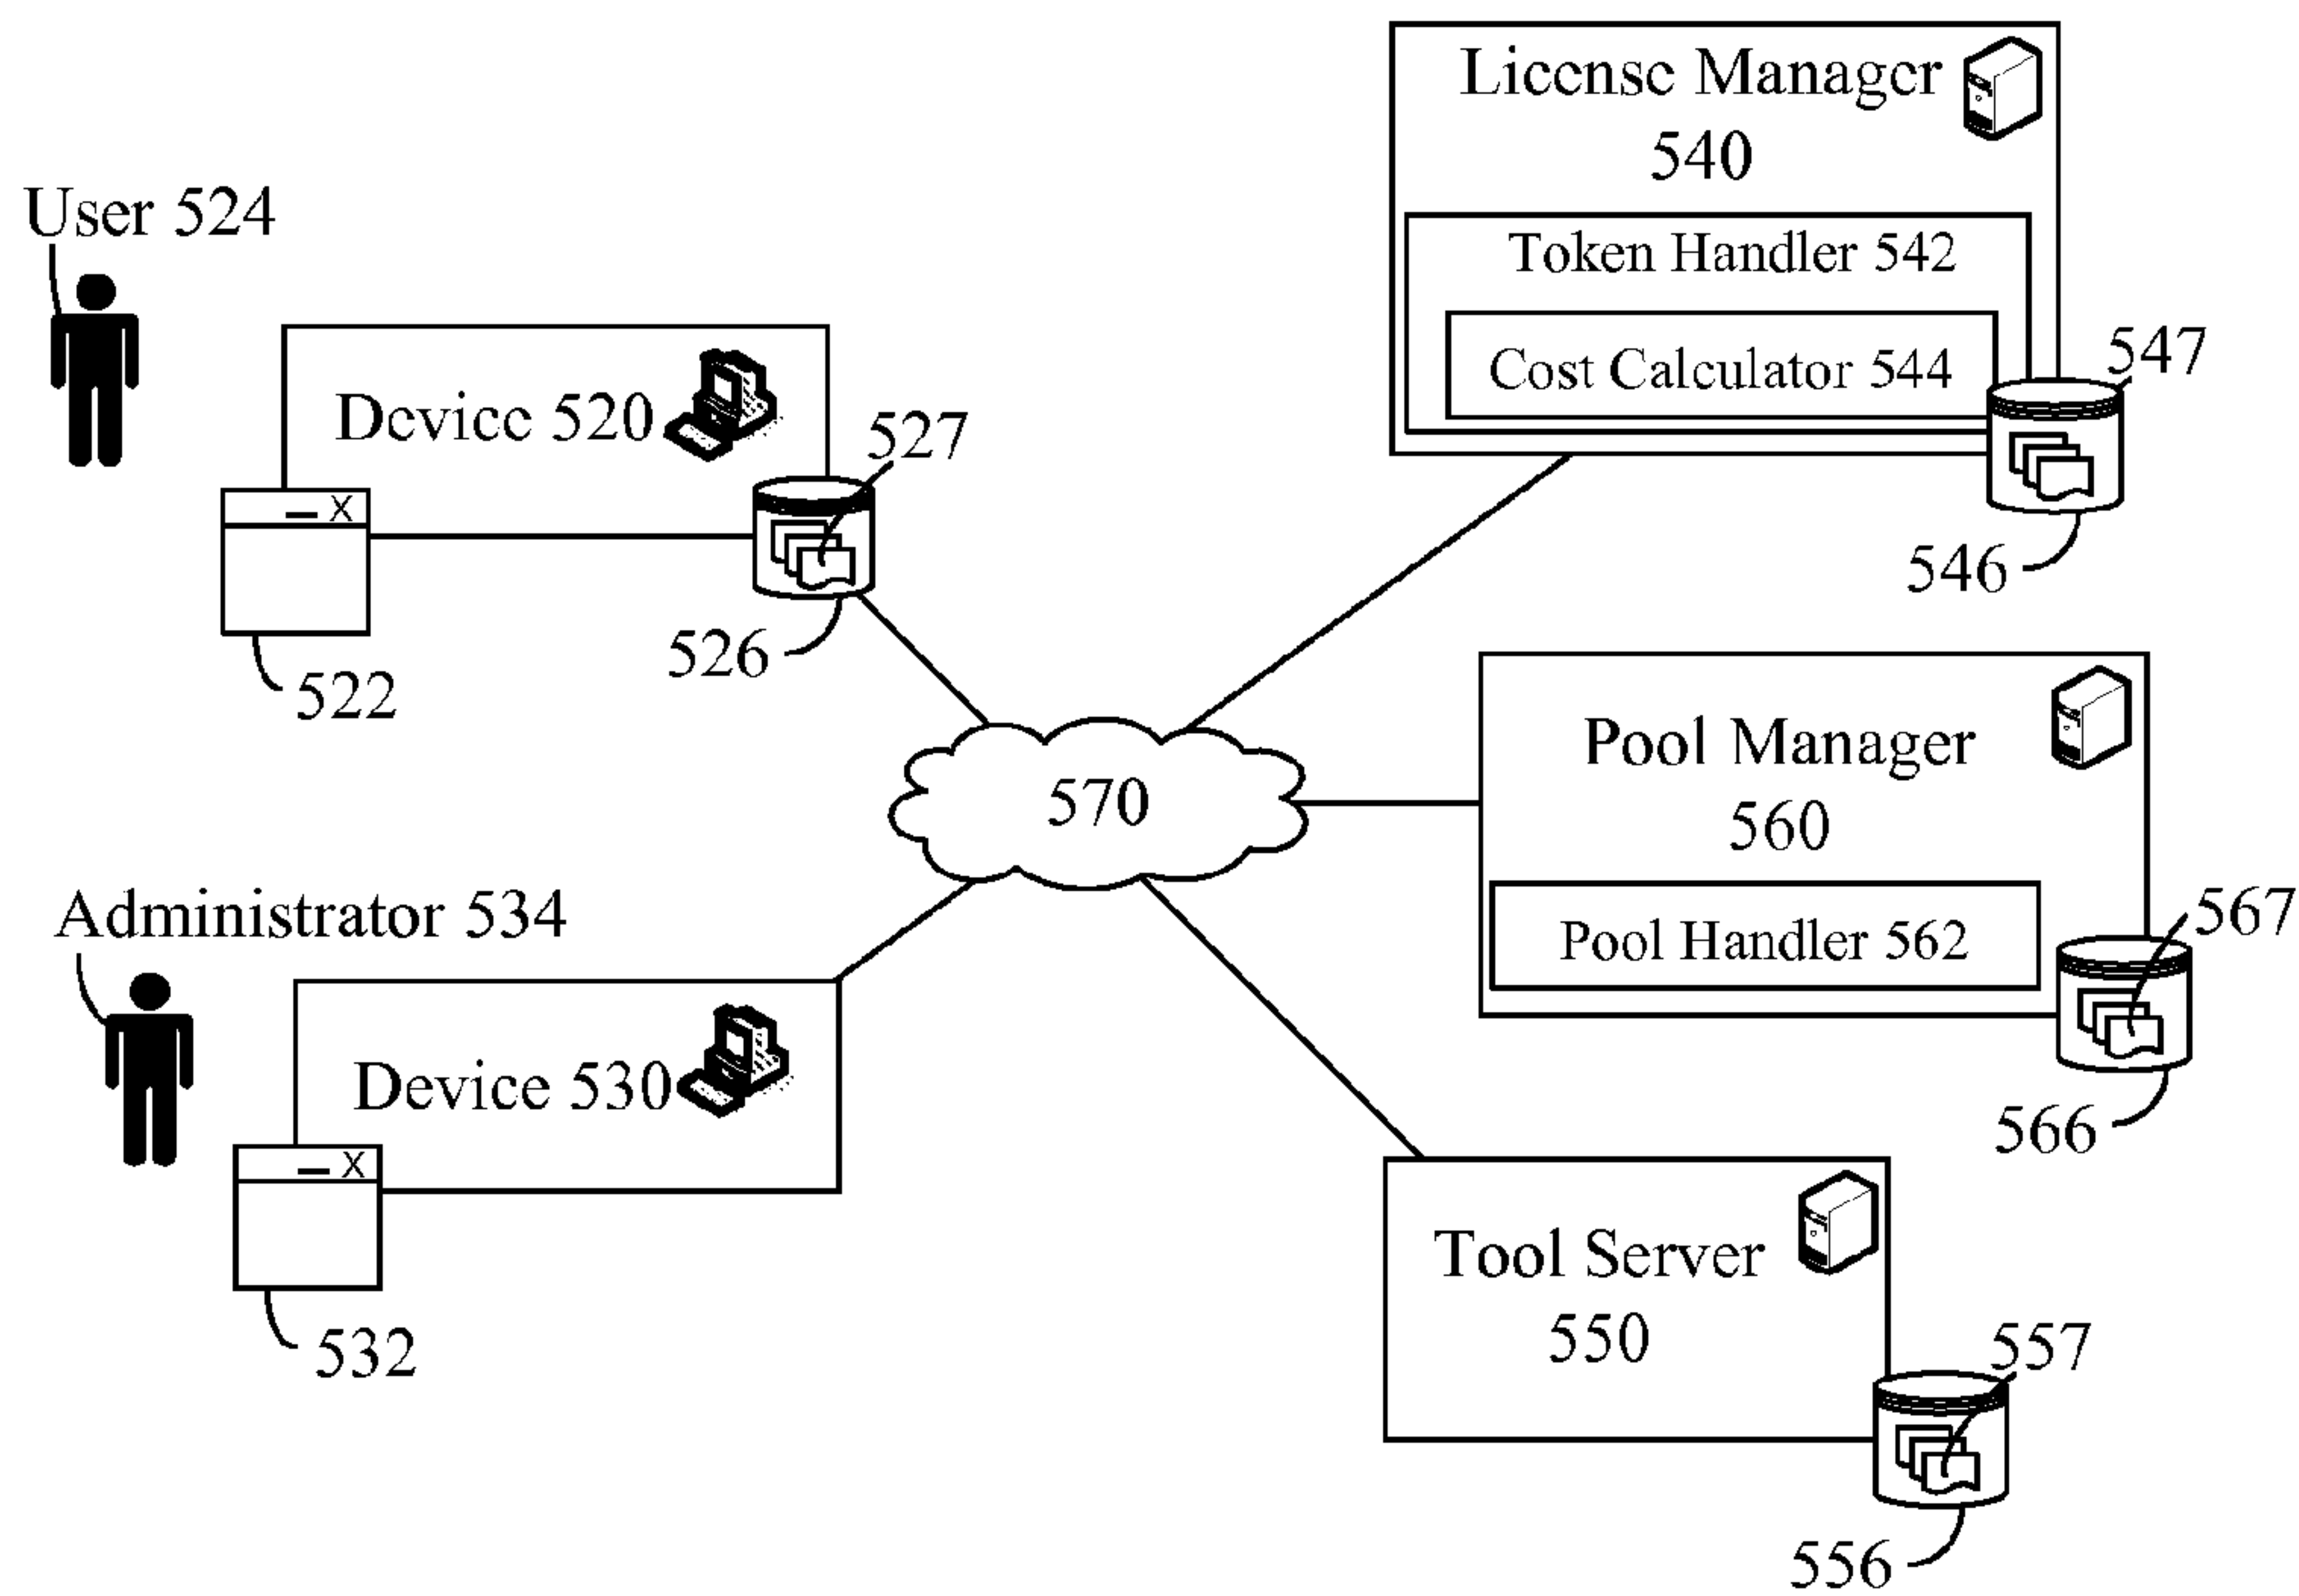 License Manager
540
Token Handler 542
Cost Calculator 544
547
546
User 524
Device 520
527
526
_ X
522
570
Pool Manager
560
Pool Handler 562
567
566
Administrator 534
Device 530
_ X
532
Tool Server
550
557
556